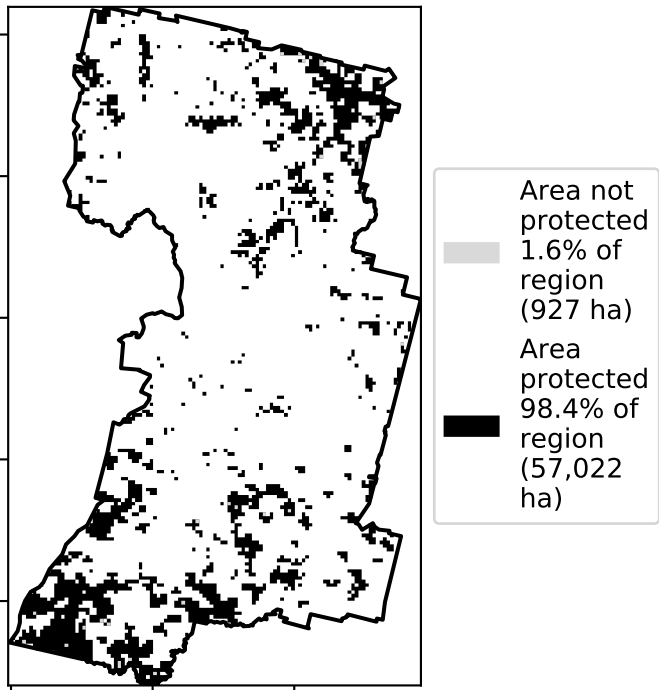 Area not
protected
1.6% of
region
(927 ha)
Area
protected
98.4% of
region
(57,022
ha)